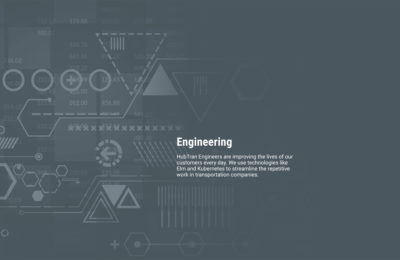 Engineering
HubTran Engineers are improving the lives of our
customers every day. We use technologies like
Elm and Kubernetes to streamline the repetitive
work in transportation companies.